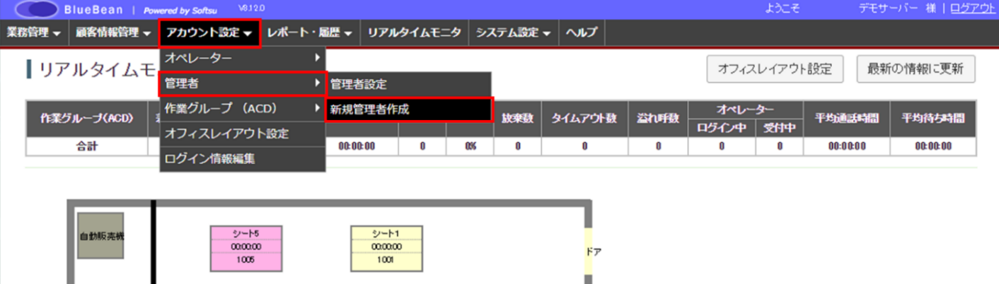 BlueBean | Powered by Softsu V8.12.0 ようこそ デモサーバー 様 | ログアウト
業務管理 ▼ 顧客情報管理 ▼ アカウント設定 ▼ レポート・履歴 ▼ リアルタイムモニタ システム設定 ▼ ヘルプ
オペレーター
管理者
作業グループ (ACD)
オフィスレイアウト設定
ログイン情報編集
管理者設定
新規管理者作成
リアルタイムモ
オフィスレイアウト設定 最新の情報に更新
作業グループ(ACD) 放棄数 タイムアウト数 溢れ呼数 オペレーター 平均通話時間 平均待ち時間
ログイン中 受付中
合計 00:00:00 0 0% 0 0 0 0 0 00:00:00 00:00:00
自動販売機
シート5
00:00:00
1005
シート1
00:00:00
1001
ドア